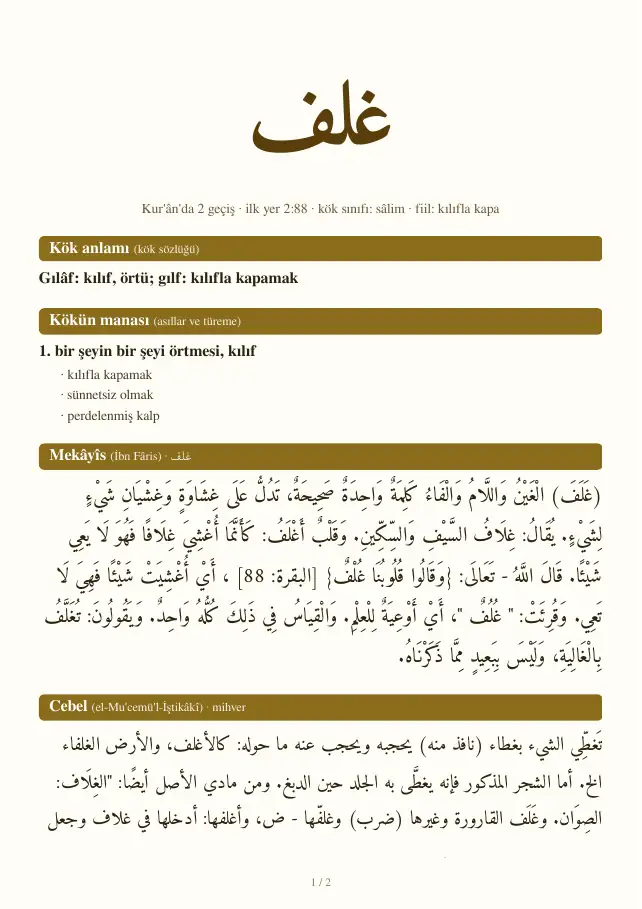 غلف
Kur'ân'da 2 geçiş · ilk yer 2:88 · kök sınıfı: sâlim · fiil: kılıfla kapa
Kök anlamı (kök sözlüğü)
Gılâf: kılıf, örtü; gılf: kılıfla kapamak
Kökün manası (asıllar ve türeme)
1. bir şeyin bir şeyi örtmesi, kılıf
· kılıfla kapamak
· sünnetsiz olmak
· perdelenmiş kalp
Mekâyîs (İbn Fâris) · غلف
(غَلَفَ) الْغَيْنُ وَاللَّامُ وَالْفَاءُ كَلِمَةٌ وَاحِدَةٌ صَحِيحَةٌ، تَدُلُّ عَلَى غِشَاوَةٍ وَغِشْيَانِ شَيْءٍ
لِشَيْءٍ. يُقَالُ: غِلَافُ السَّيْفِ وَالسِّكِّينِ. وَقَلْبٌ أَغْلَفُ: كَأَنَّمَا أُغْشِيَ غِلَافًا فَهُوَ لَا يَعِي
شَيْئًا. قَالَ اللَّهُ - تَعَالَى: {وَقَالُوا قُلُوبُنَا غُلْفٌ} [البقرة: 88] ، أَيْ أُغْشِيَتْ شَيْئًا فَهِيَ لَا
تَعِي. وَقُرِئَتْ: " غُلُفٌ "، أَيْ أَوْعِيَةٌ لِلْعِلْمِ. وَالْقِيَاسُ فِي ذَلِكَ كُلُّهُ وَاحِدٌ. وَيَقُولُونَ: تُغَلَّفُ
بِالْغَالِيَةِ، وَلَيْسَ بِبَعِيدٍ مِمَّا ذَكَرْنَاهُ.
Cebel (el-Mu'cemü'l-İştikâkî) · mihver
تَغطِّي الشيء بغطاء (نافذ منه) يحجبه ويحجب عنه ما حوله: كالأغلف، والأرض الغلفاء
الخ. أما الشجر المذكور فإنه يغطَّى به الجلد حين الدبغ. ومن مادي الأصل أيضًا: "الغِلَاف:
الصِوَان. وغَلَف القارورة وغيرها (ضرب) وغلّفها - ض، وأغلفها: أدخلها في غلاف وجعل
1 / 2